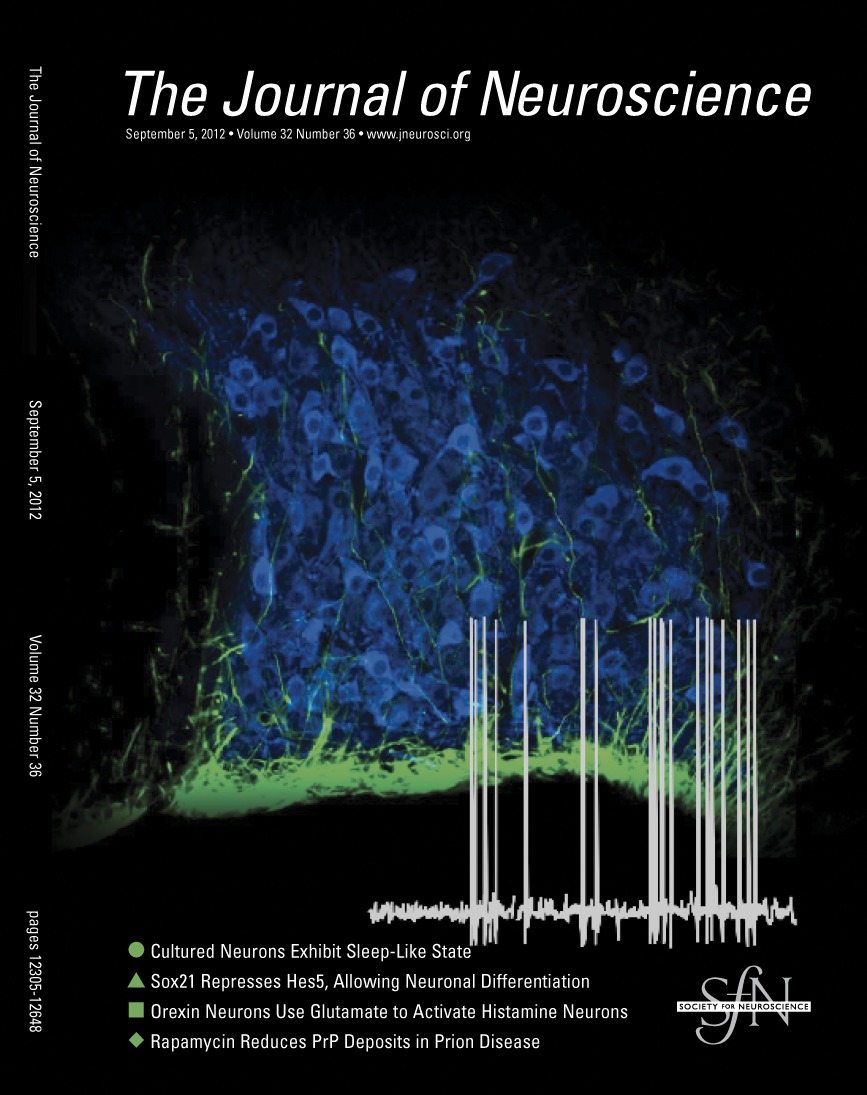 The Journal of Neuroscience
September 5, 2012 • Volume 32 Number 36 • www.jneurosci.org
The Journal of Neuroscience
September 5, 2012
Volume 32 Number 36
pages 12305-12648
Cultured Neurons Exhibit Sleep-Like State
Sox21 Represses Hes5, Allowing Neuronal Differentiation
Orexin Neurons Use Glutamate to Activate Histamine Neurons
Rapamycin Reduces PrP Deposits in Prion Disease
SfN
SOCIETY FOR NEUROSCIENCE